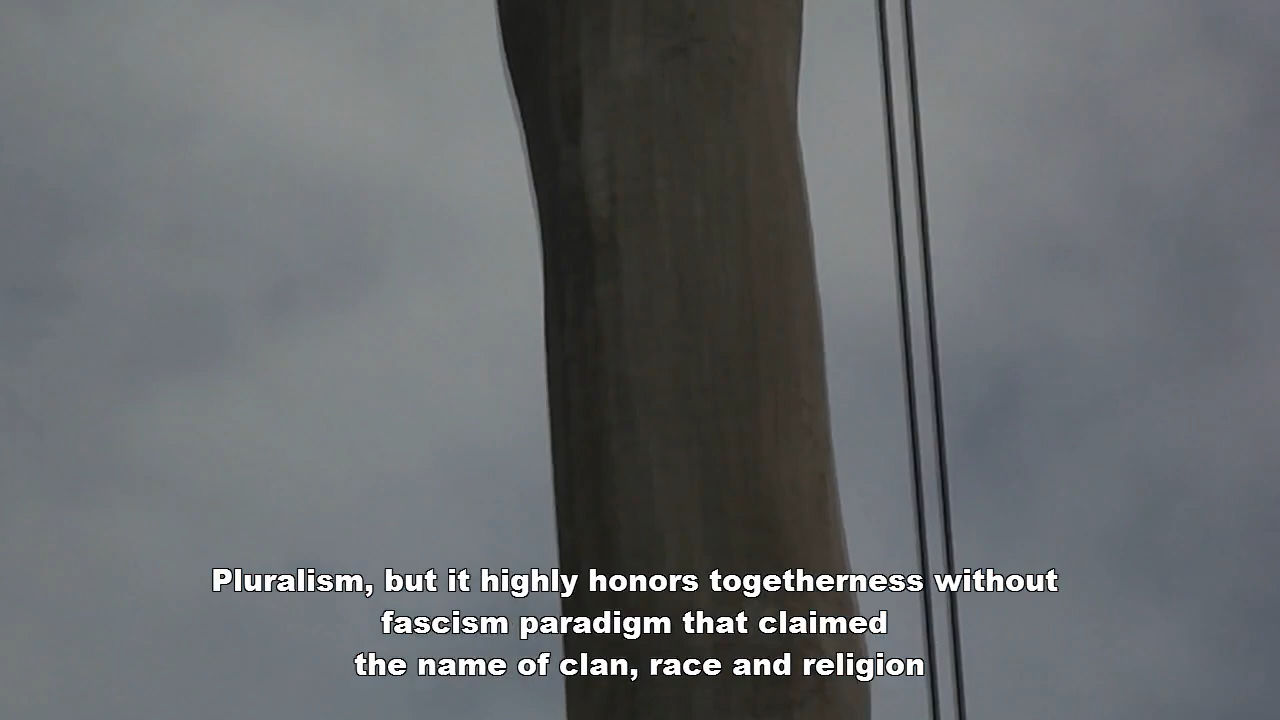 Pluralism, but it highly honors togetherness without
fascism paradigm that claimed
the name of clan, race and religion